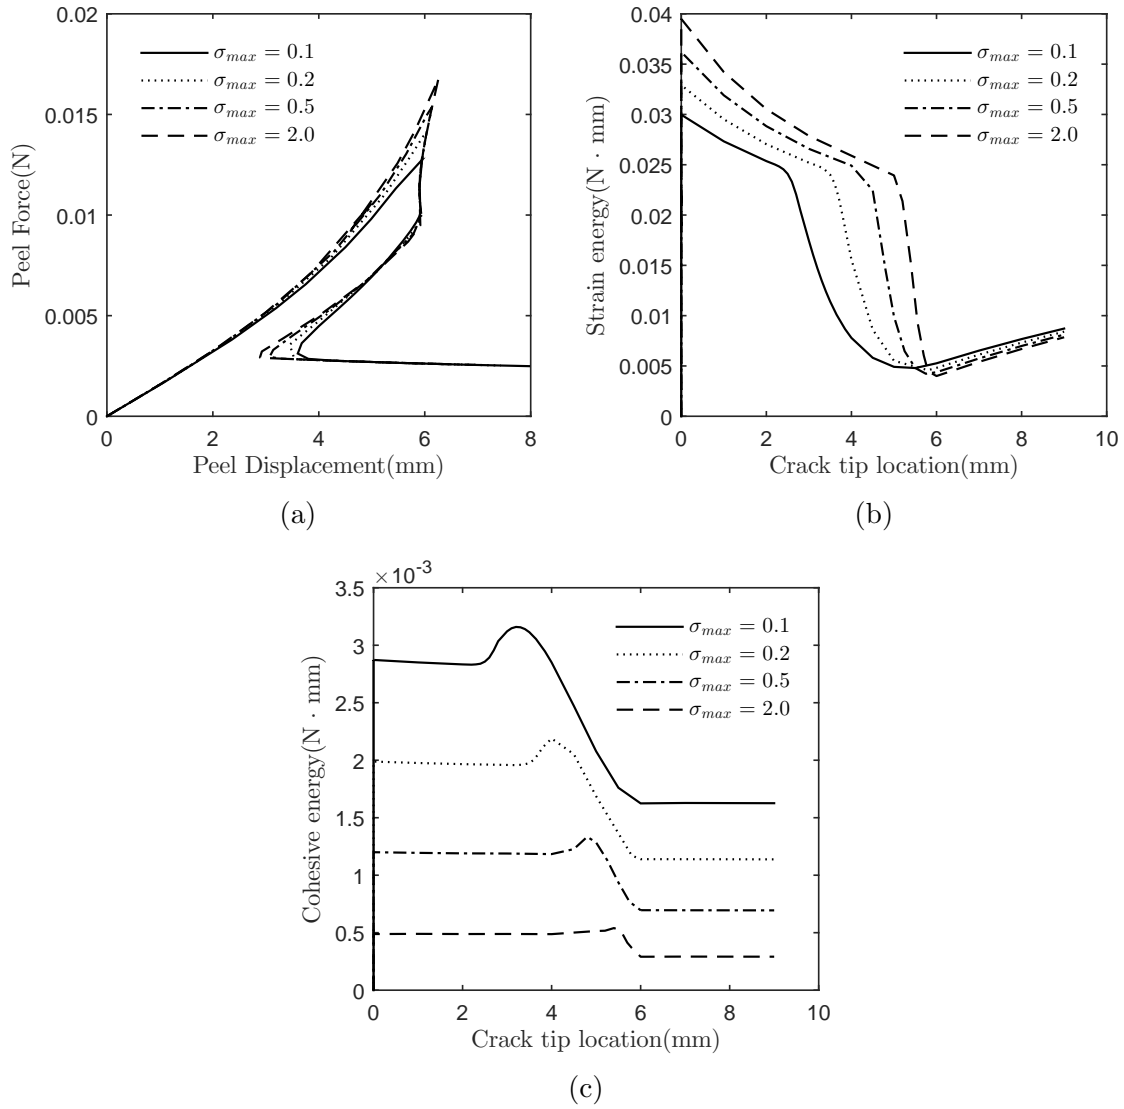 0.02
0.015
0.01
0.005
0
Peel Force(N)
σmax = 0.1
σmax = 0.2
σmax = 0.5
σmax = 2.0
0 2 4 6 8
Peel Displacement(mm)
(a)
0.04
0.035
0.03
0.025
0.02
0.015
0.01
0.005
0
Strain energy(N · mm)
σmax = 0.1
σmax = 0.2
σmax = 0.5
σmax = 2.0
0 2 4 6 8 10
Crack tip location(mm)
(b)
×10-3
3.5
3
2.5
2
1.5
1
0.5
0
Cohesive energy(N · mm)
σmax = 0.1
σmax = 0.2
σmax = 0.5
σmax = 2.0
0 2 4 6 8 10
Crack tip location(mm)
(c)